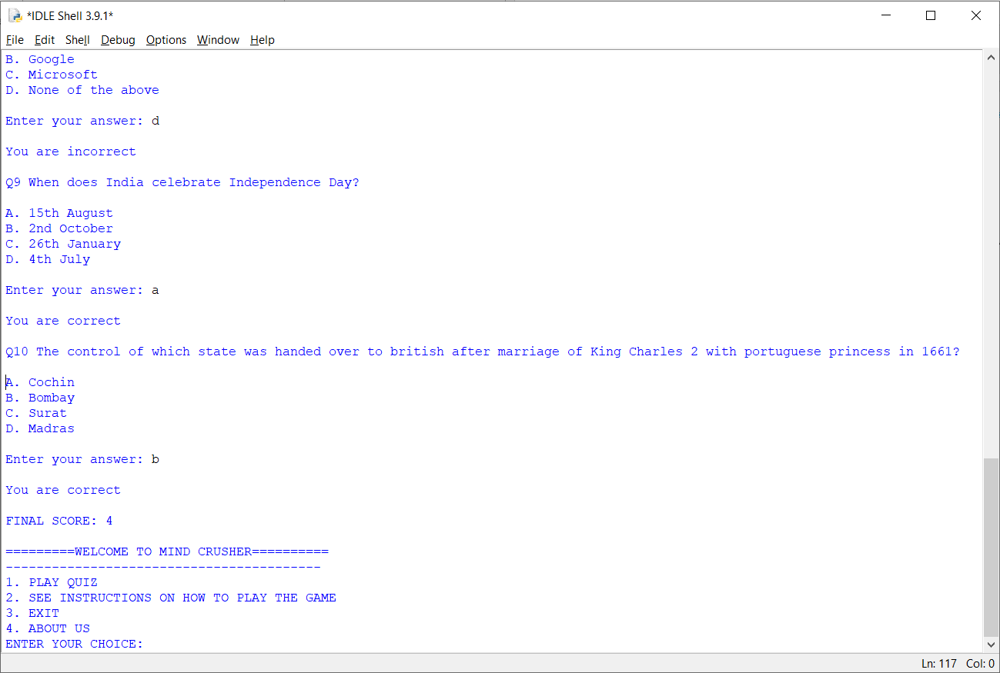 *IDLE Shell 3.9.1*
File Edit Shell Debug Options Window Help
B. Google
C. Microsoft
D. None of the above
Enter your answer: d
You are incorrect
Q9 When does India celebrate Independence Day?
A. 15th August
B. 2nd October
C. 26th January
D. 4th July
Enter your answer: a
You are correct
Q10 The control of which state was handed over to british after marriage of King Charles 2 with portuguese princess in 1661?
A. Cochin
B. Bombay
C. Surat
D. Madras
Enter your answer: b
You are correct
FINAL SCORE: 4
=========WELCOME TO MIND CRUSHER==========
-----------------------------------------
1. PLAY QUIZ
2. SEE INSTRUCTIONS ON HOW TO PLAY THE GAME
3. EXIT
4. ABOUT US
ENTER YOUR CHOICE:
Ln: 117 Col: 0